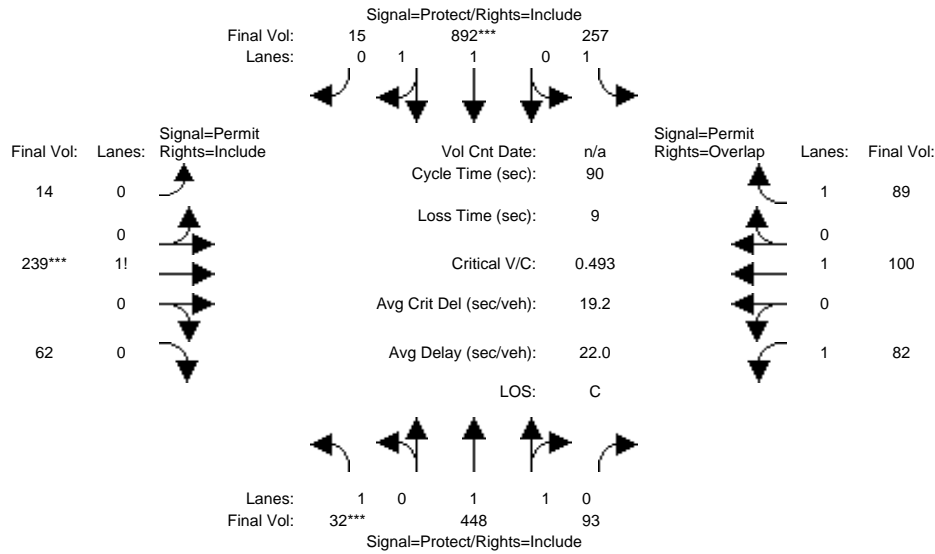 Signal=Protect/Rights=Include
Final Vol: 15 892*** 257
Lanes: 0 1 1 0 1
Signal=Permit
Final Vol: Lanes: Rights=Include
Vol Cnt Date: n/a
Signal=Permit
Rights=Overlap Lanes: Final Vol:
Cycle Time (sec): 90
14 0
1 89
Loss Time (sec): 9
0
0
239*** 1!
Critical V/C: 0.493
1 100
0
Avg Crit Del (sec/veh): 19.2
0
62 0
Avg Delay (sec/veh): 22.0
1 82
LOS: C
Lanes: 1 0 1 1 0
Final Vol: 32*** 448 93
Signal=Protect/Rights=Include